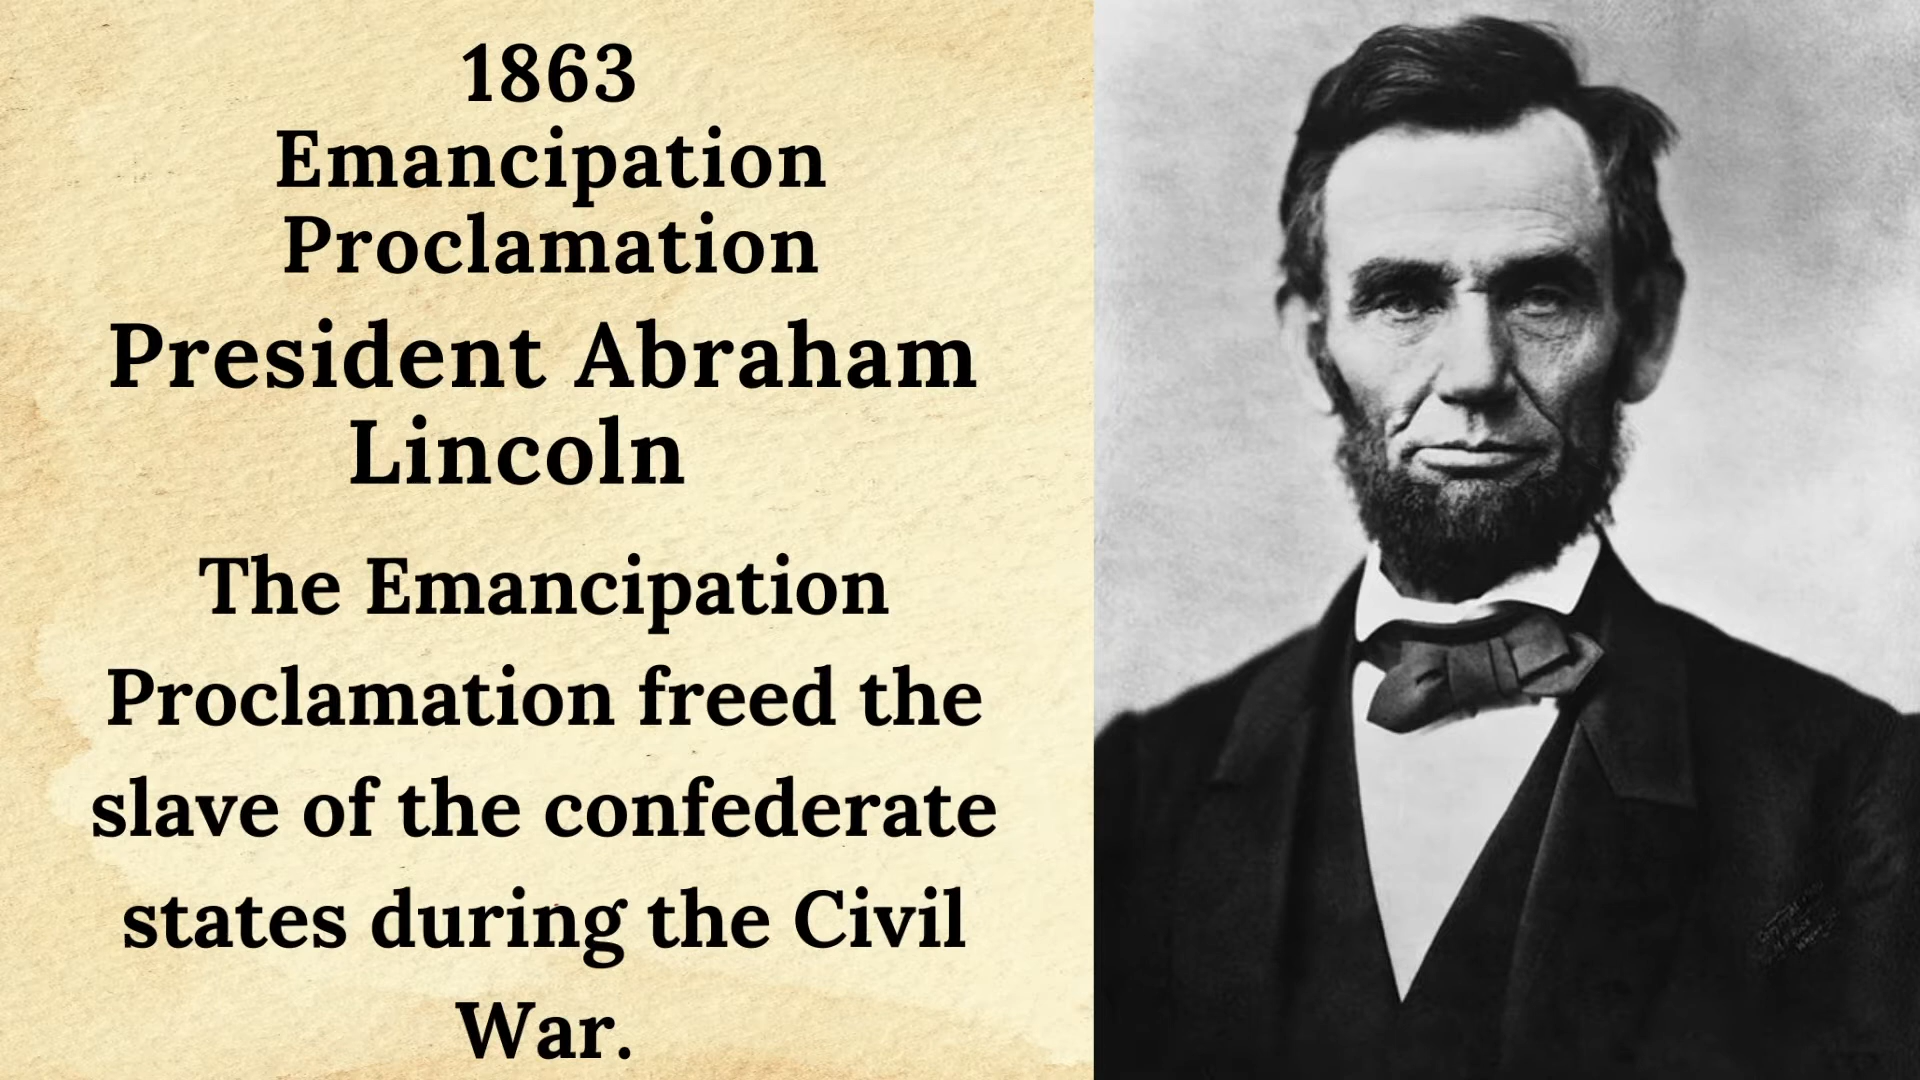 1863
Emancipation
Proclamation
President Abraham
Lincoln
The Emancipation
Proclamation freed the
slave of the confederate
states during the Civil
War.